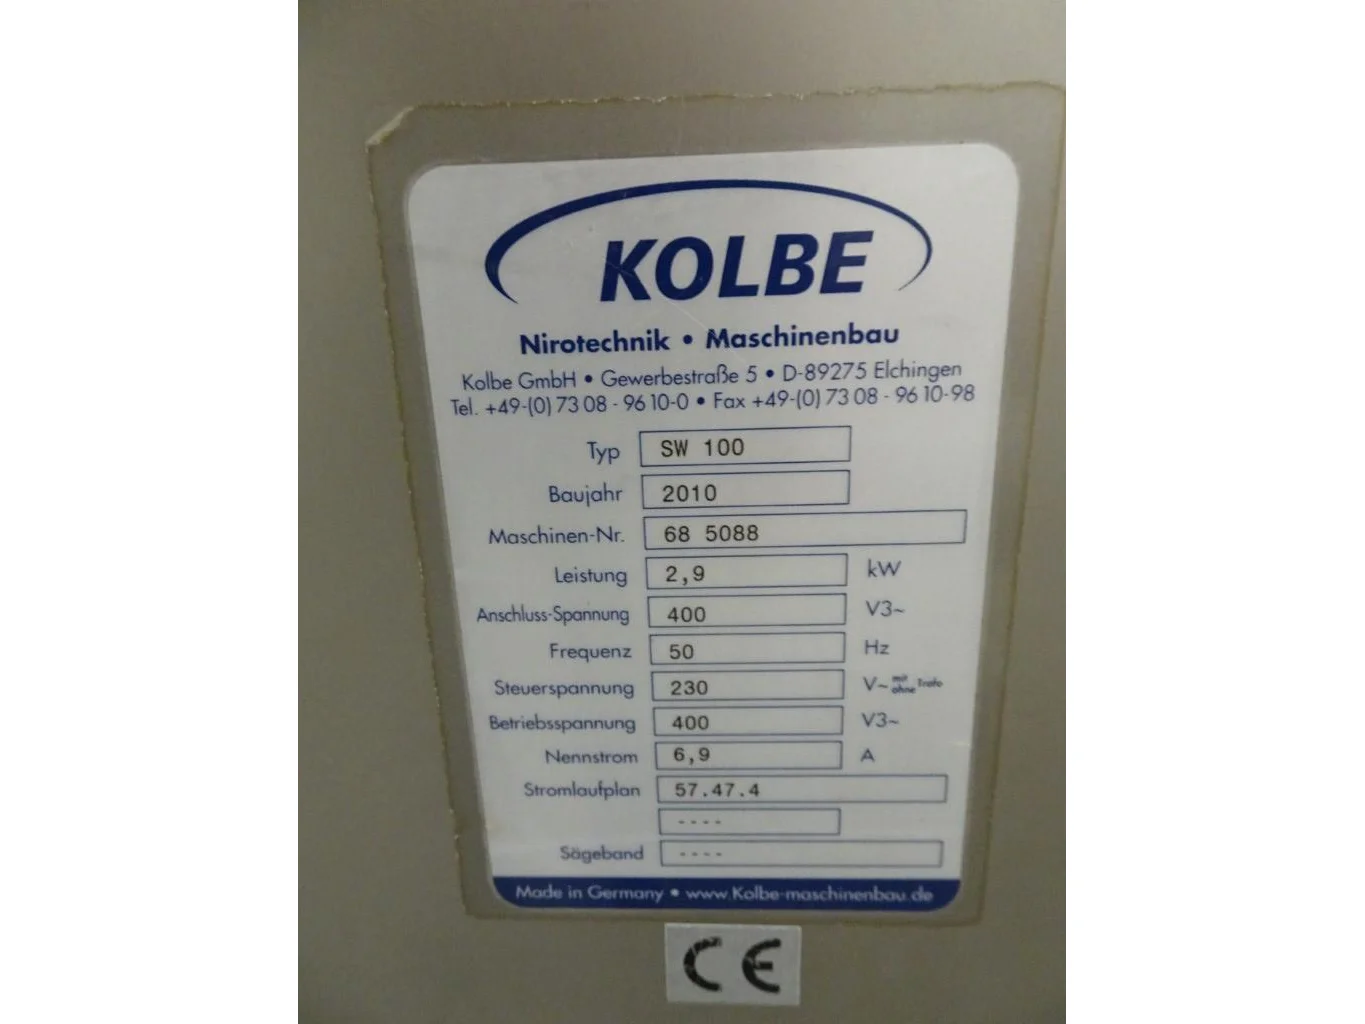 KOLBE
Nirotechnik • Maschinenbau
Kolbe GmbH • Gewerbestraße 5 • D-89275 Elchingen
Tel. +49-(0) 73 08 - 96 10-0 • Fax +49-(0) 73 08 - 96 10-98
Typ SW 100
Baujahr 2010
Maschinen-Nr. 68 5088
Leistung 2,9 kW
Anschluss-Spannung 400 V3~
Frequenz 50 Hz
Steuerspannung 230 V~ mit ohne Trafo
Betriebsspannung 400 V3~
Nennstrom 6,9 A
Stromlaufplan 57.47.4
----
Sägeband ----
Made in Germany • www.Kolbe-maschinenbau.de
CE